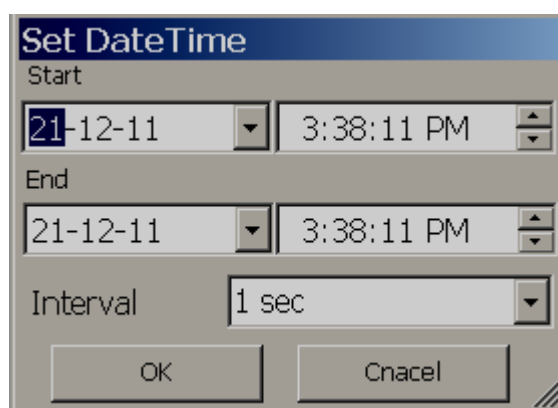 Set DateTime
Start
21-12-11 3:38:11 PM
End
21-12-11 3:38:11 PM
Interval 1 sec
OK Cnacel